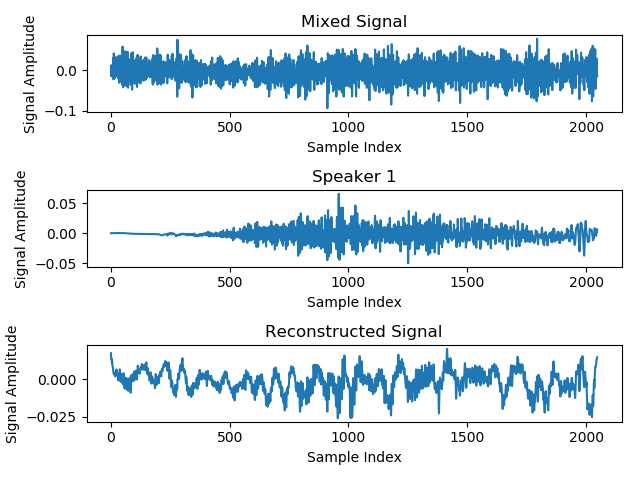 Mixed Signal
Signal Amplitude
0.0
−0.1
0 500 1000 1500 2000
Sample Index
Speaker 1
Signal Amplitude
0.05
0.00
−0.05
0 500 1000 1500 2000
Sample Index
Reconstructed Signal
Signal Amplitude
0.000
−0.025
0 500 1000 1500 2000
Sample Index